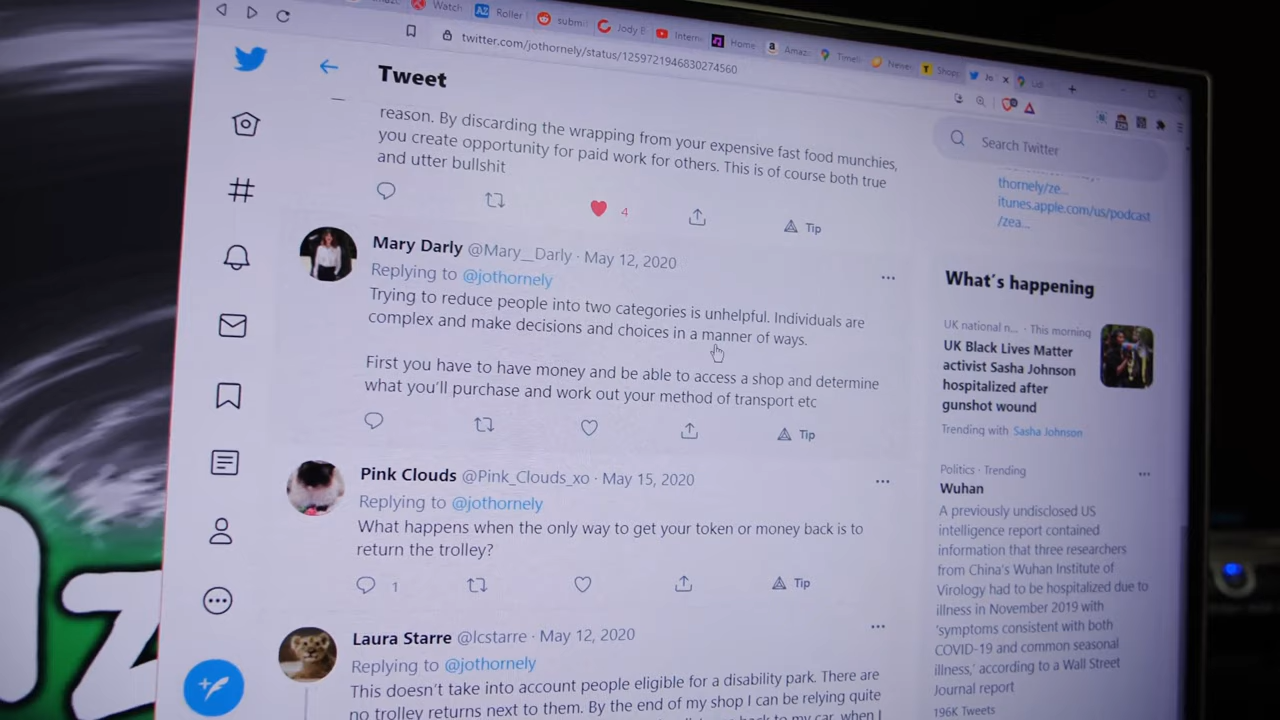 Watch
Roller
subm
Jody B
Intern
Home
Amaz
Newe
Shop
Jo
twitter.com/jothornely/status/1259721946830274560
Tweet
Search Twitter
reason. By discarding the wrapping from your expensive fast food munchies,
you create opportunity for paid work for others. This is of course both true
and utter bullshit
4
Tip
thornely/ze...
itunes.apple.com/us/podcast
/zea...
Mary Darly @Mary__Darly · May 12, 2020
Replying to @jothornely
Trying to reduce people into two categories is unhelpful. Individuals are
complex and make decisions and choices in a manner of ways.
First you have to have money and be able to access a shop and determine
what you'll purchase and work out your method of transport etc
Tip
Pink Clouds @Pink_Clouds_xo · May 15, 2020
Replying to @jothornely
What happens when the only way to get your token or money back is to
return the trolley?
1
Tip
Laura Starre @lcstarre · May 12, 2020
Replying to @jothornely
This doesn't take into account people eligible for a disability park. There are
no trolley returns next to them. By the end of my shop I can be relying quite
back to my car, when I
What's happening
UK national n... · This morning
UK Black Lives Matter
activist Sasha Johnson
hospitalized after
gunshot wound
Trending with Sasha Johnson
Politics · Trending
Wuhan
A previously undisclosed US
intelligence report contained
information that three researchers
from China's Wuhan Institute of
Virology had to be hospitalized due to
illness in November 2019 with
'symptoms consistent with both
COVID-19 and common seasonal
illness,' according to a Wall Street
Journal report
196K Tweets